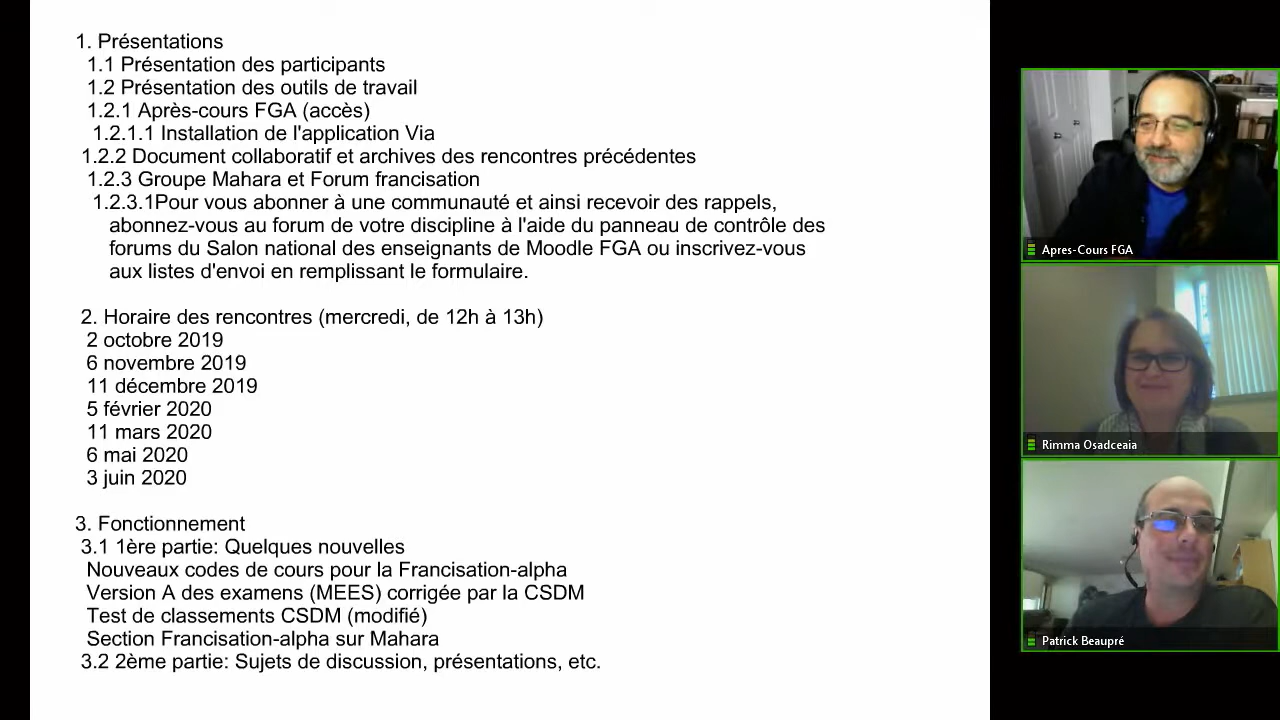 1. Présentations
1.1 Présentation des participants
1.2 Présentation des outils de travail
1.2.1 Après-cours FGA (accès)
1.2.1.1 Installation de l'application Via
1.2.2 Document collaboratif et archives des rencontres précédentes
1.2.3 Groupe Mahara et Forum francisation
1.2.3.1Pour vous abonner à une communauté et ainsi recevoir des rappels,
abonnez-vous au forum de votre discipline à l'aide du panneau de contrôle des
forums du Salon national des enseignants de Moodle FGA ou inscrivez-vous
aux listes d'envoi en remplissant le formulaire.
2. Horaire des rencontres (mercredi, de 12h à 13h)
2 octobre 2019
6 novembre 2019
11 décembre 2019
5 février 2020
11 mars 2020
6 mai 2020
3 juin 2020
3. Fonctionnement
3.1 1ère partie: Quelques nouvelles
Nouveaux codes de cours pour la Francisation-alpha
Version A des examens (MEES) corrigée par la CSDM
Test de classements CSDM (modifié)
Section Francisation-alpha sur Mahara
3.2 2ème partie: Sujets de discussion, présentations, etc.
Apres-Cours FGA
Rimma Osadceaia
Patrick Beaupré